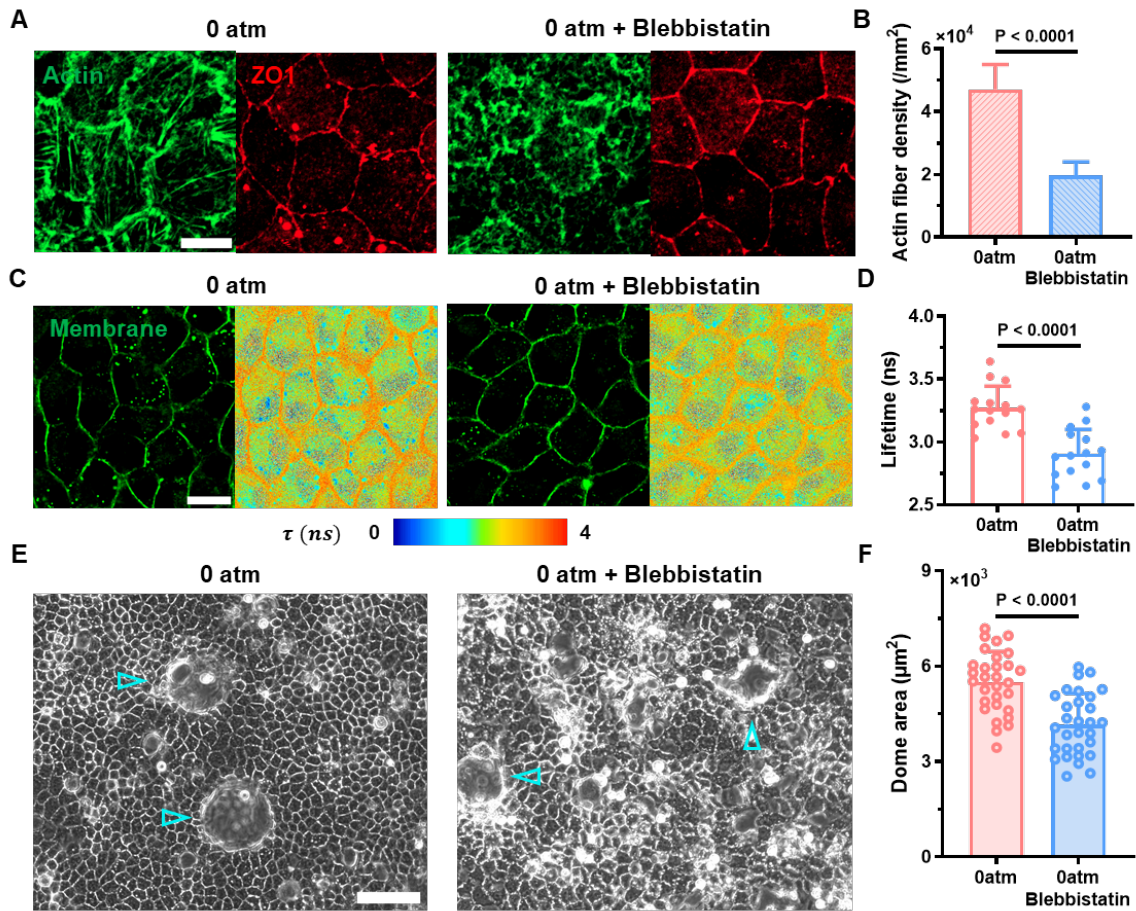 A
0 atm
0 atm + Blebbistatin
Actin
ZO1
B
×10⁴
P < 0.0001
Actin fiber density (/mm²)
6
4
2
0
0atm
0atm
Blebbistatin
C
0 atm
0 atm + Blebbistatin
Membrane
τ (ns)
0
4
D
P < 0.0001
Lifetime (ns)
4.0
3.5
3.0
2.5
0atm
0atm
Blebbistatin
E
0 atm
0 atm + Blebbistatin
F
×10³
P < 0.0001
Dome area (μm²)
9
6
3
0
0atm
0atm
Blebbistatin